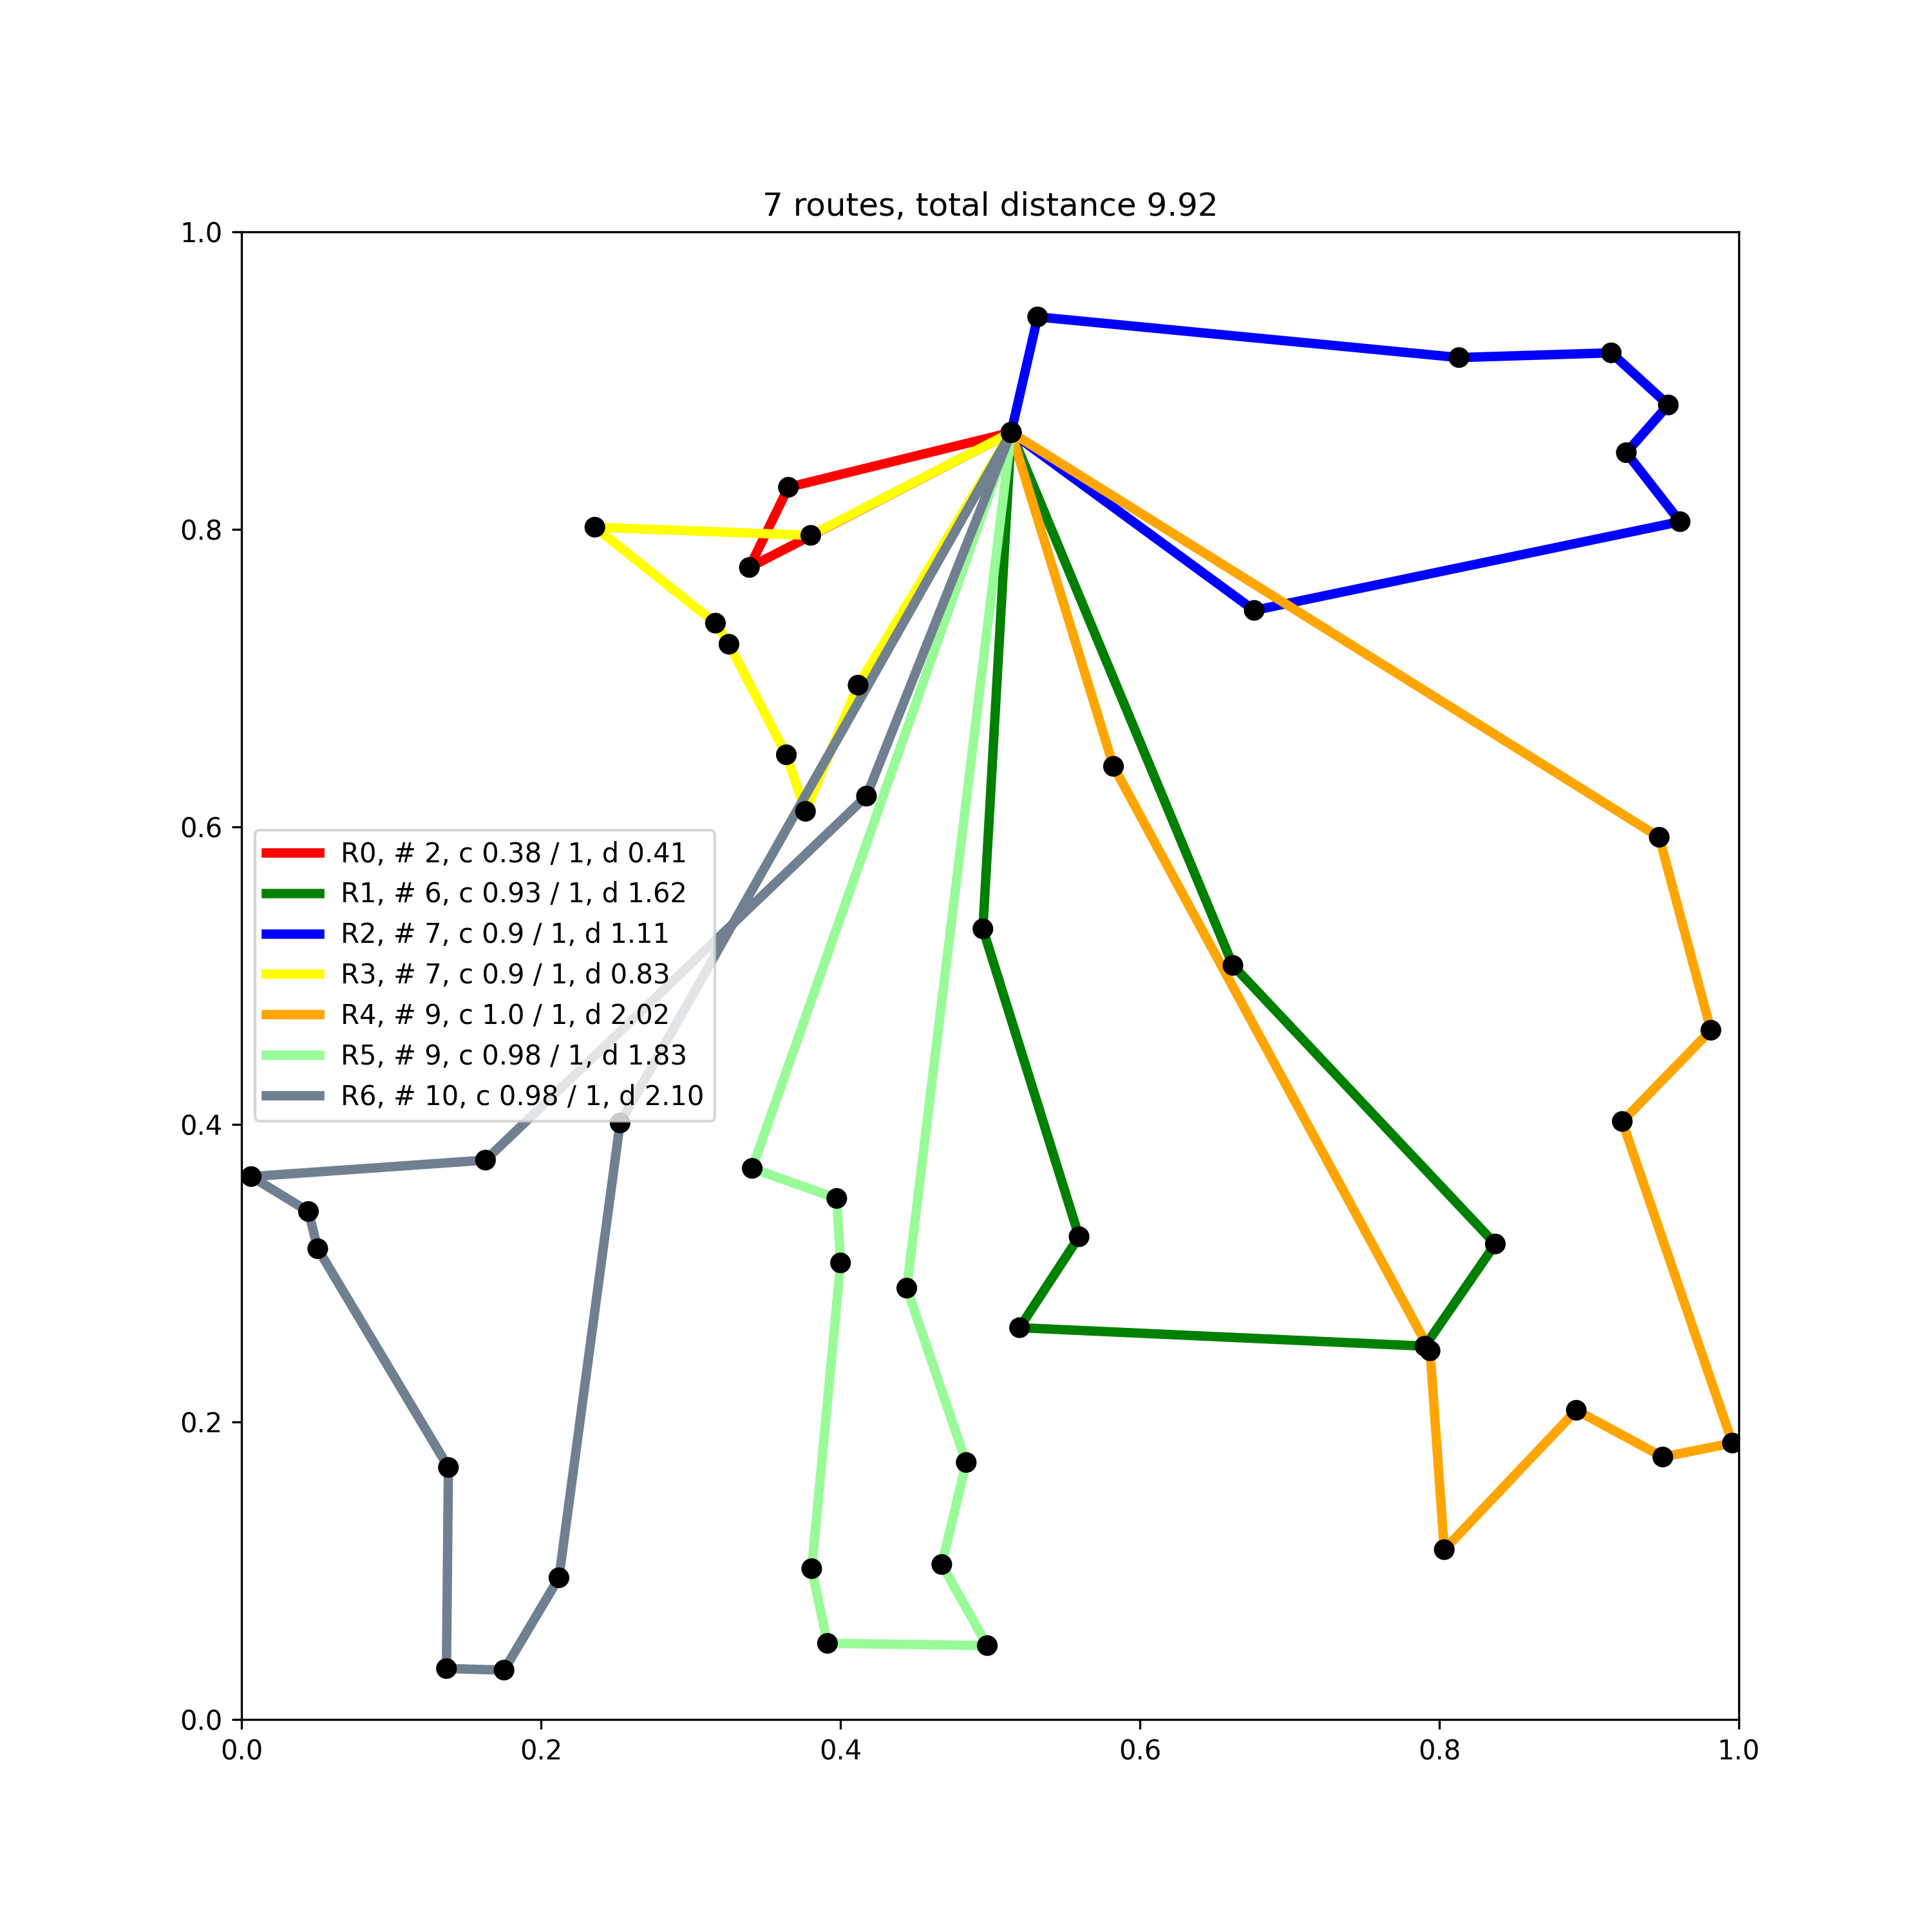 7 routes, total distance 9.92
1.0
0.8
0.6
0.4
0.2
0.0
R0, # 2, c 0.38 / 1, d 0.41
R1, # 6, c 0.93 / 1, d 1.62
R2, # 7, c 0.9 / 1, d 1.11
R3, # 7, c 0.9 / 1, d 0.83
R4, # 9, c 1.0 / 1, d 2.02
R5, # 9, c 0.98 / 1, d 1.83
R6, # 10, c 0.98 / 1, d 2.10
0.0 0.2 0.4 0.6 0.8 1.0